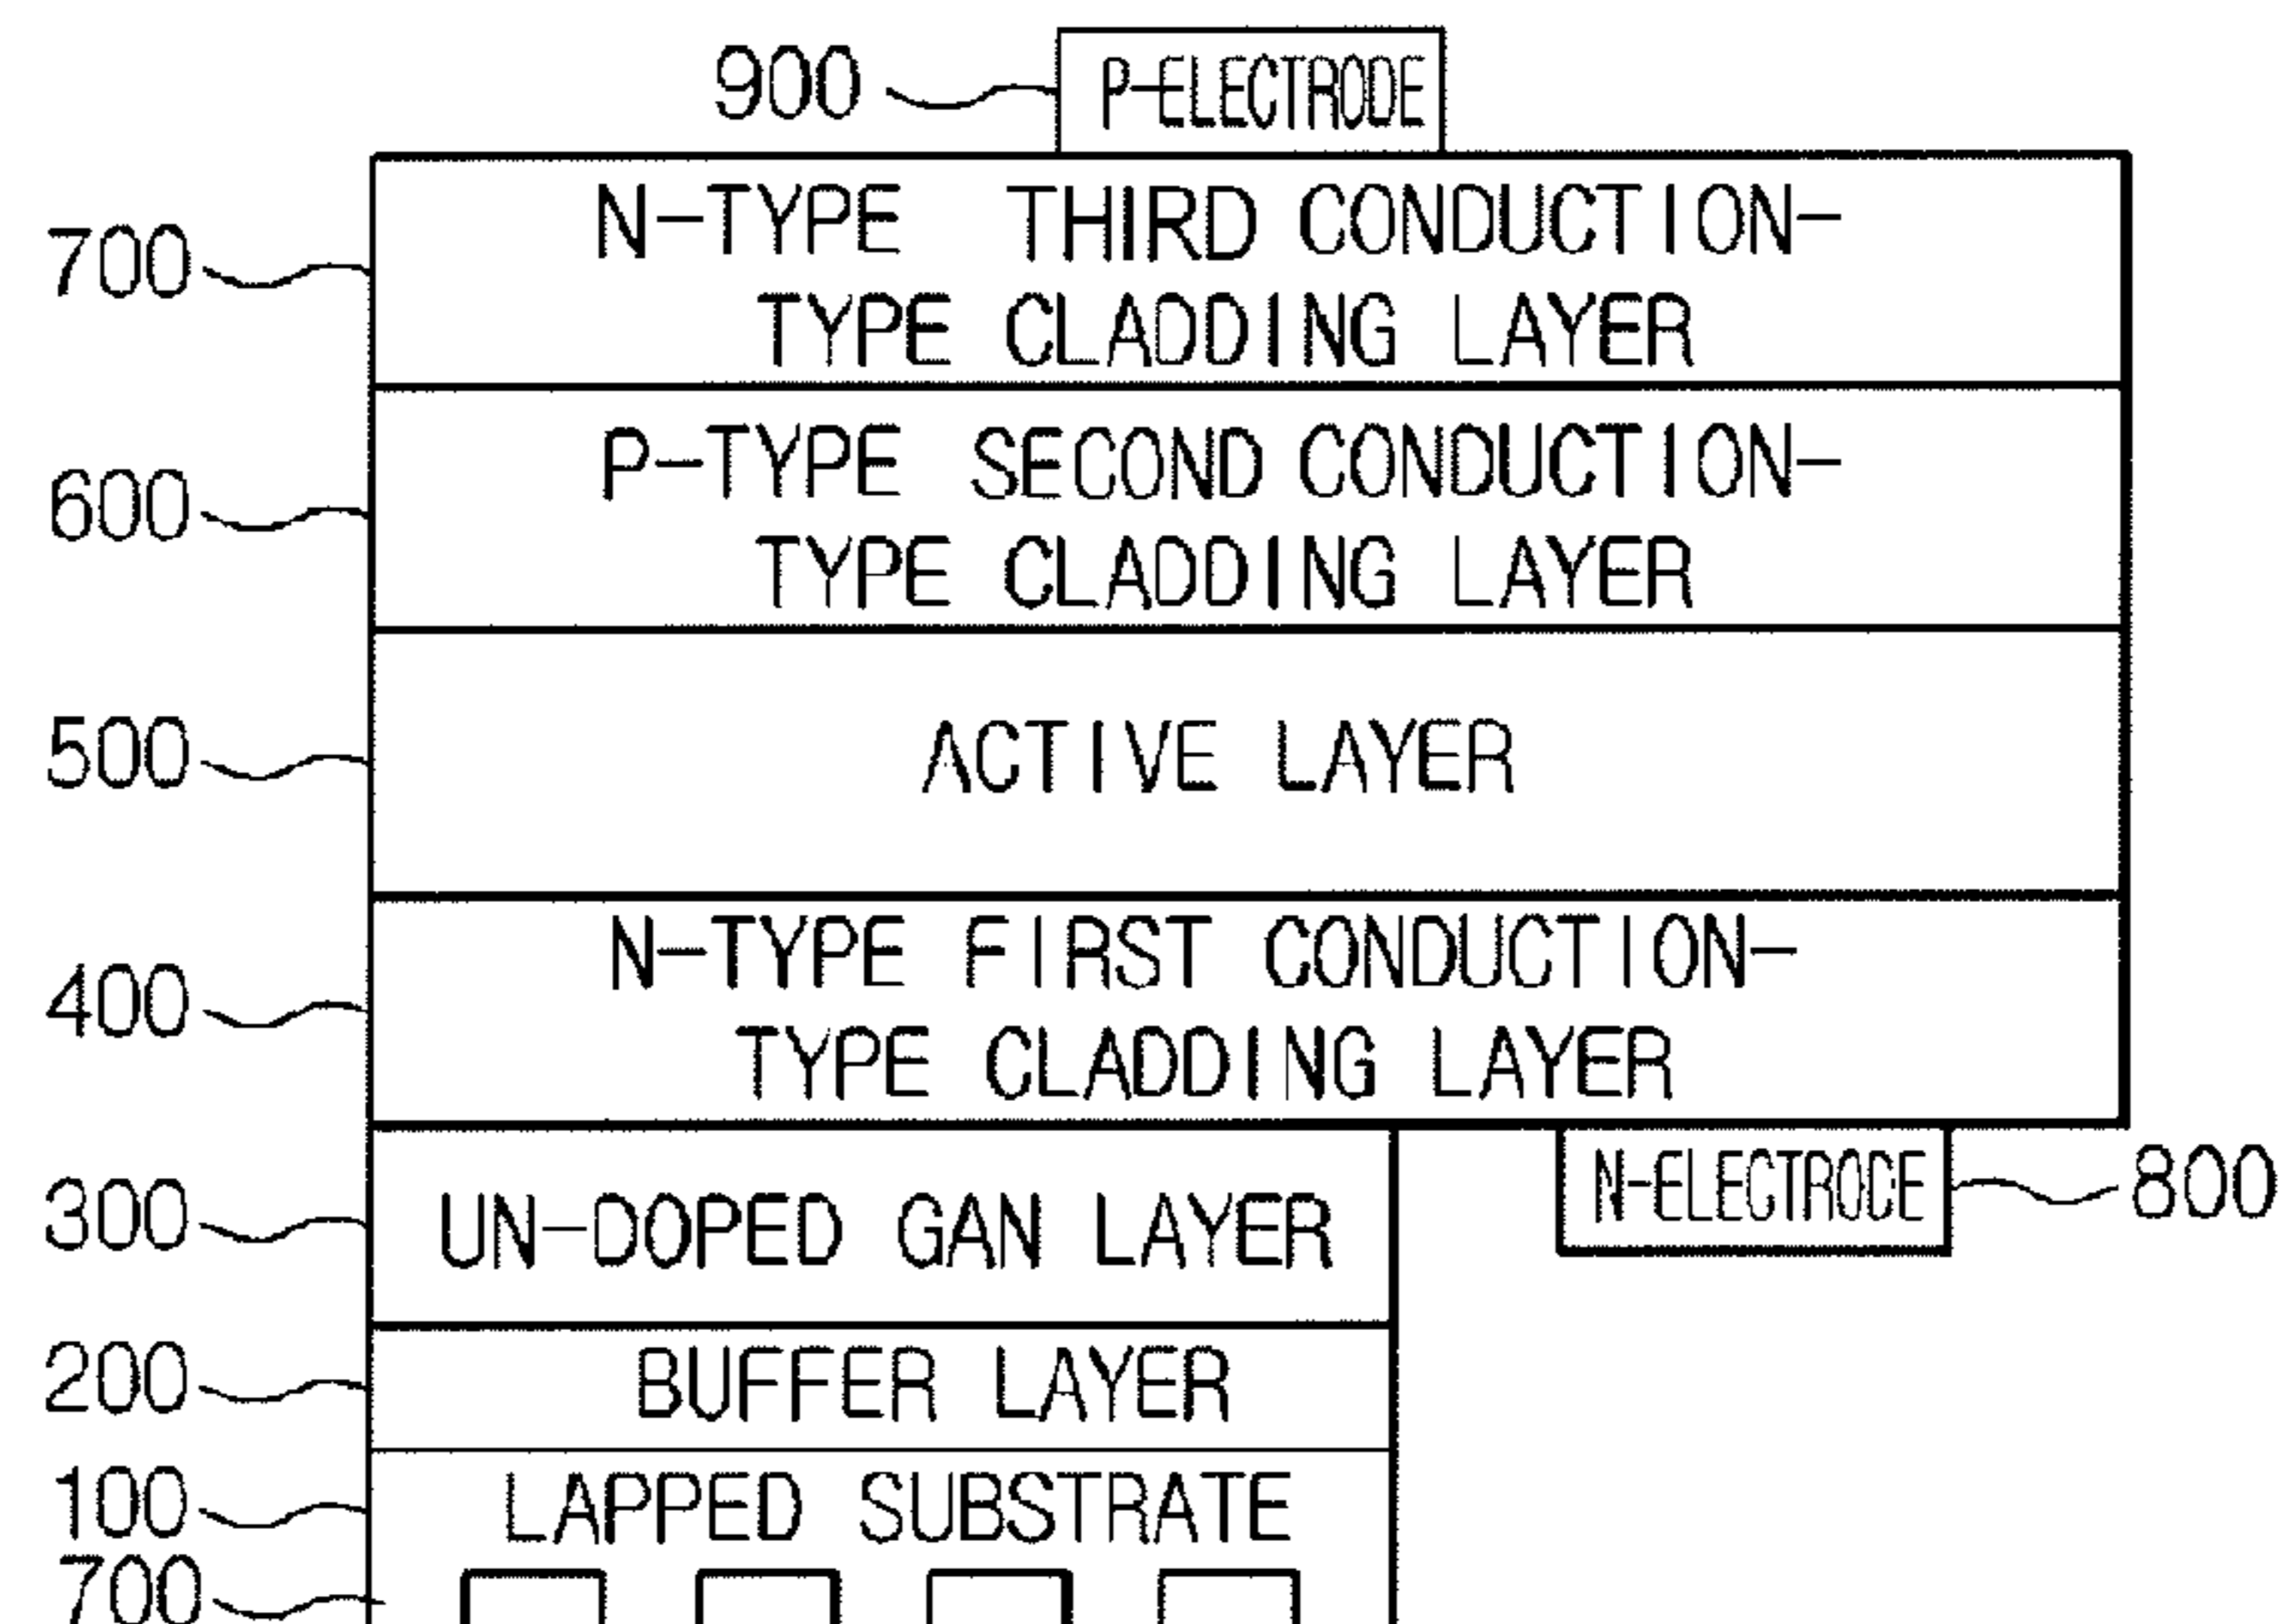 900 P-ELECTRODE
N-TYPE THIRD CONDUCTION-
700
TYPE CLADDING LAYER
P-TYPE SECOND CONDUCTION-
600
TYPE CLADDING LAYER
500 ACTIVE LAYER
N-TYPE FIRST CONDUCTION-
400
TYPE CLADDING LAYER
N-ELECTRODE 800
300 UN-DOPED GAN LAYER
200 BUFFER LAYER
100 LAPPED SUBSTRATE
700